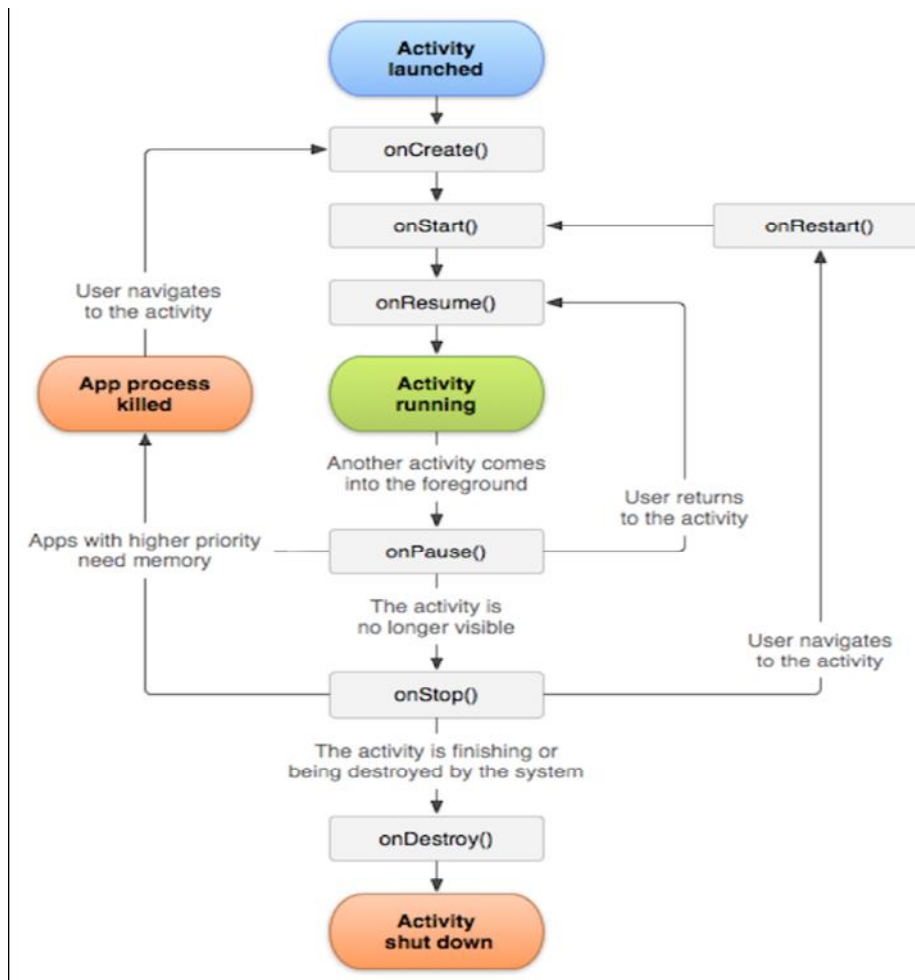 Activity
launched
onCreate()
onStart()
onRestart()
User navigates
to the activity
onResume()
App process
killed
Activity
running
Another activity comes
into the foreground
User returns
to the activity
Apps with higher priority
need memory
onPause()
The activity is
no longer visible
User navigates
to the activity
onStop()
The activity is finishing or
being destroyed by the system
onDestroy()
Activity
shut down